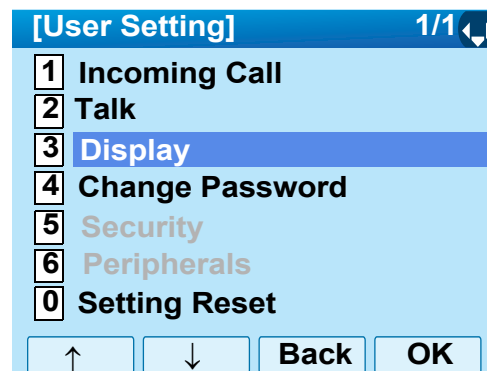 [User Setting] 1/1
1 Incoming Call
2 Talk
3 Display
4 Change Password
5 Security
6 Peripherals
0 Setting Reset
↑ ↓ Back OK